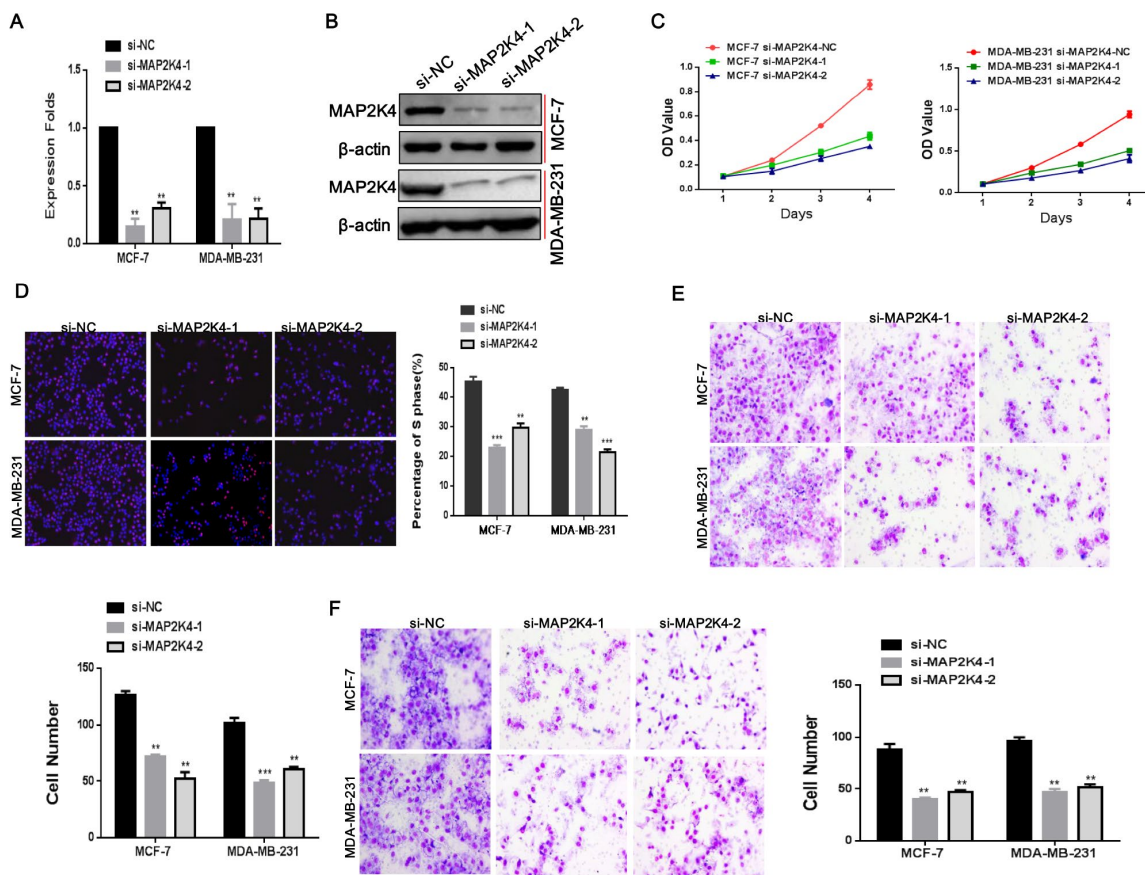 A
si-NC
si-MAP2K4-1
si-MAP2K4-2
Expression Folds
1.5
1.0
0.5
0.0
**
**
**
**
MCF-7
MDA-MB-231
B
si-NC
si-MAP2K4-1
si-MAP2K4-2
MAP2K4
β-actin
MCF-7
MAP2K4
β-actin
MDA-MB-231
C
MCF-7 si-MAP2K4-NC
MCF-7 si-MAP2K4-1
MCF-7 si-MAP2K4-2
OD Value
1.0
0.8
0.6
0.4
0.2
0.0
1 2 3 4
Days
MDA-MB-231 si-MAP2K4-NC
MDA-MB-231 si-MAP2K4-1
MDA-MB-231 si-MAP2K4-2
OD Value
1.5
1.0
0.5
0.0
1 2 3 4
Days
D
si-NC
si-MAP2K4-1
si-MAP2K4-2
MCF-7
MDA-MB-231
si-NC
si-MAP2K4-1
si-MAP2K4-2
Percentage of S phase(%)
50
40
30
20
10
0
***
**
**
***
MCF-7
MDA-MB-231
E
si-NC
si-MAP2K4-1
si-MAP2K4-2
MCF-7
MDA-MB-231
si-NC
si-MAP2K4-1
si-MAP2K4-2
Cell Number
150
100
50
0
**
**
***
**
MCF-7
MDA-MB-231
F
si-NC
si-MAP2K4-1
si-MAP2K4-2
MCF-7
MDA-MB-231
si-NC
si-MAP2K4-1
si-MAP2K4-2
Cell Number
150
100
50
0
**
**
**
**
MCF-7
MDA-MB-231